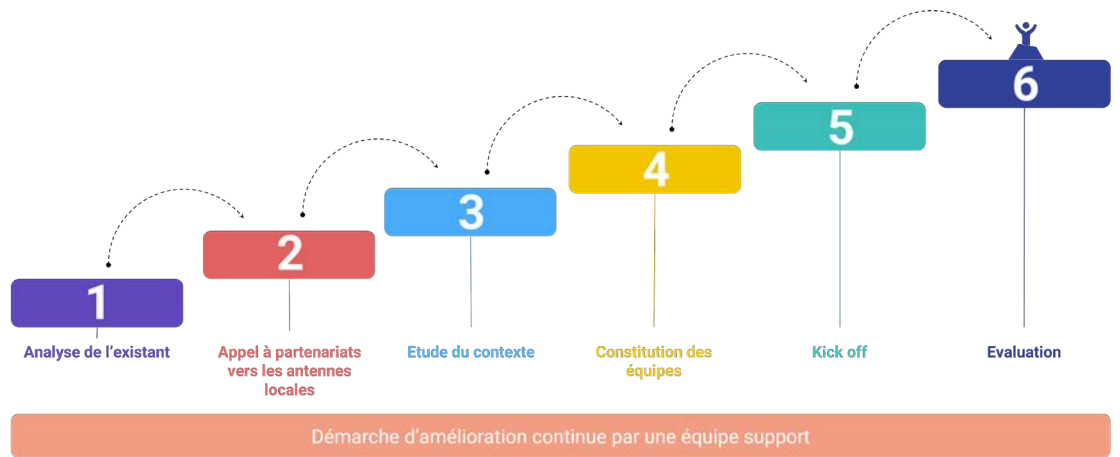 1
Analyse de l'existant
2
Appel à partenariats
vers les antennes
locales
3
Etude du contexte
4
Constitution des
équipes
5
Kick off
6
Evaluation
Démarche d'amélioration continue par une équipe support